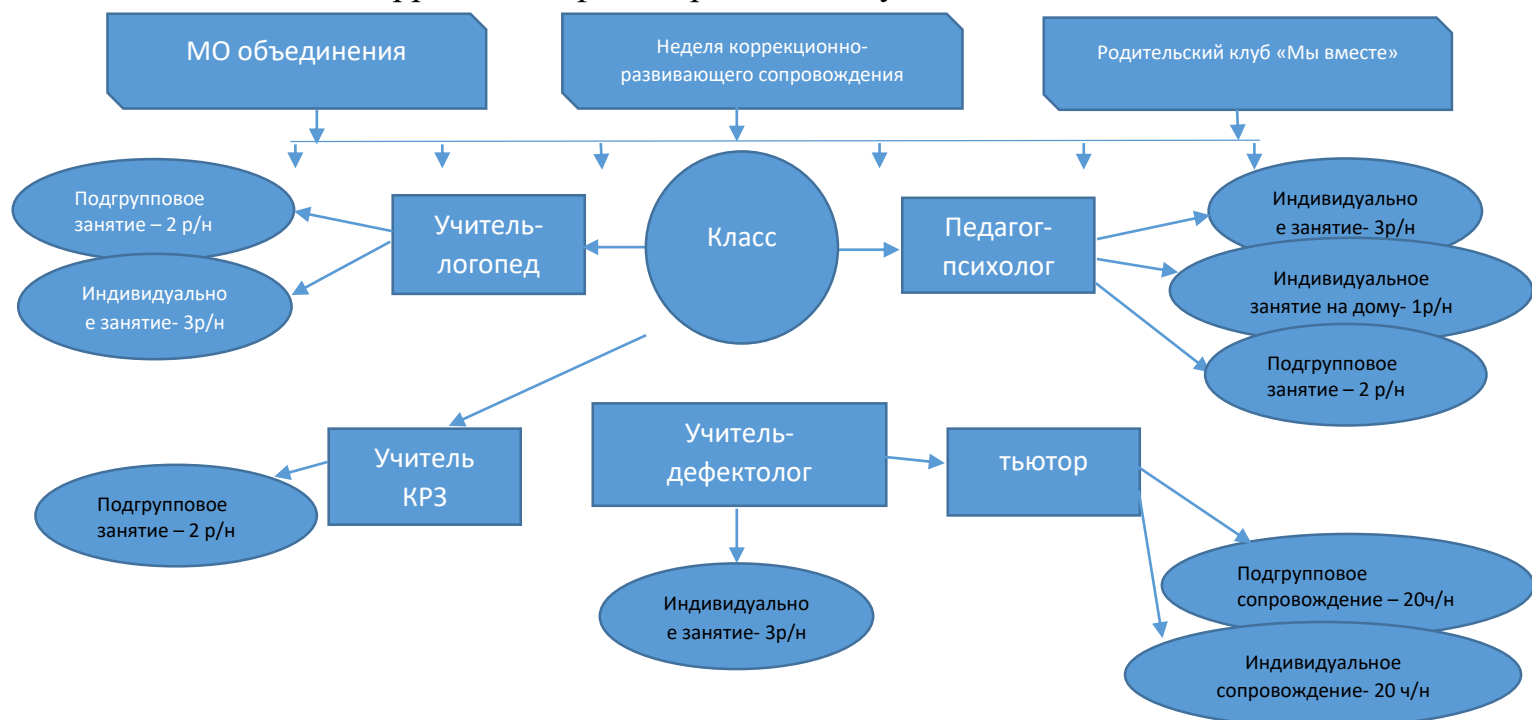 МО объединения
Неделя коррекционно-
развивающего сопровождения
Родительский клуб «Мы вместе»
Подгрупповое
занятие – 2 р/н
Индивидуально
е занятие- 3р/н
Учитель-
логопед
Класс
Педагог-
психолог
Индивидуально
е занятие- 3р/н
Индивидуальное
занятие на дому- 1р/н
Подгрупповое
занятие – 2 р/н
Учитель
КРЗ
Подгрупповое
занятие – 2 р/н
Учитель-
дефектолог
тьютор
Индивидуально
е занятие- 3р/н
Подгрупповое
сопровождение – 20ч/н
Индивидуальное
сопровождение- 20 ч/н